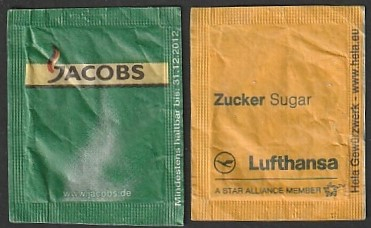 JACOBS
www.jacobs.de
Mindestens haltbar bis: 31.12.2012
Zucker Sugar
Lufthansa
A STAR ALLIANCE MEMBER
Hela Gewürzwerk - www.hela.eu